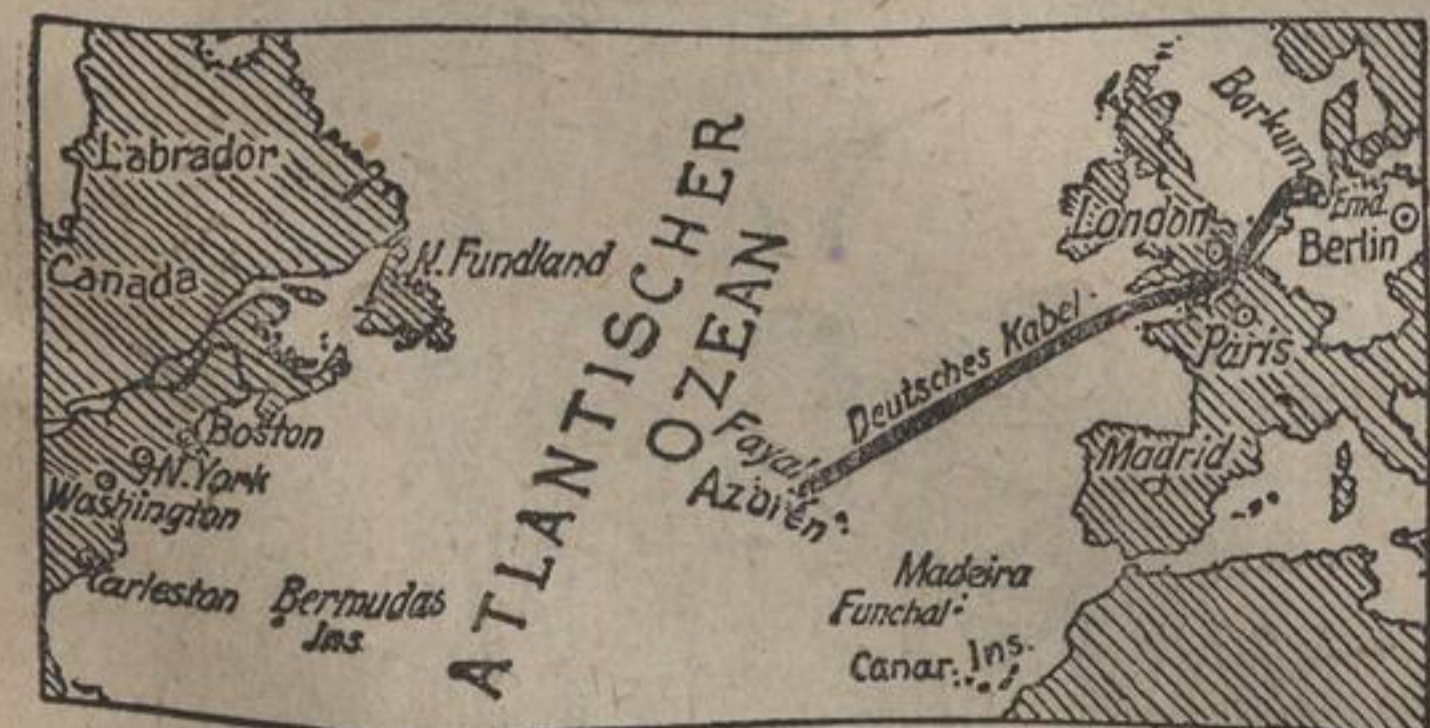 Labrador
Canada
N. Fundland
Boston
N. York
Washington
Carleston
Bermudas
Ins.
ATLANTISCHER
OZEAN
Fayal
Azoren
Deutsches Kabel
Madeira
Funchal
Canar. Ins.
Borkum
Emd.
Berlin
London
Paris
Madrid